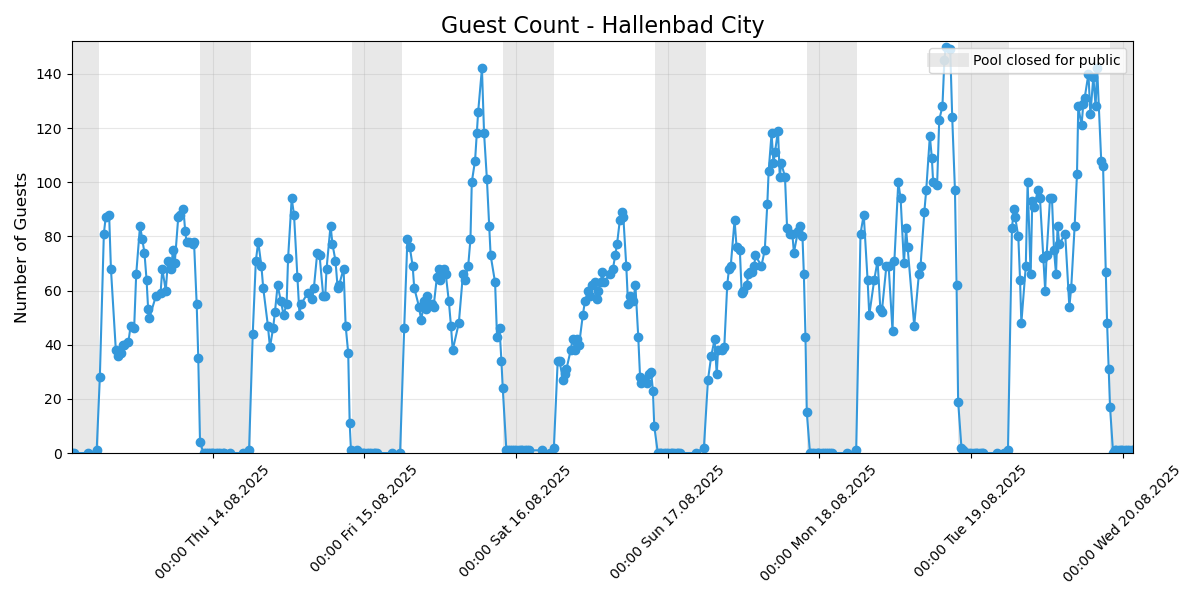 Guest Count - Hallenbad City
Pool closed for public
Number of Guests
140
120
100
80
60
40
20
0
00:00 Thu 14.08.2025
00:00 Fri 15.08.2025
00:00 Sat 16.08.2025
00:00 Sun 17.08.2025
00:00 Mon 18.08.2025
00:00 Tue 19.08.2025
00:00 Wed 20.08.2025